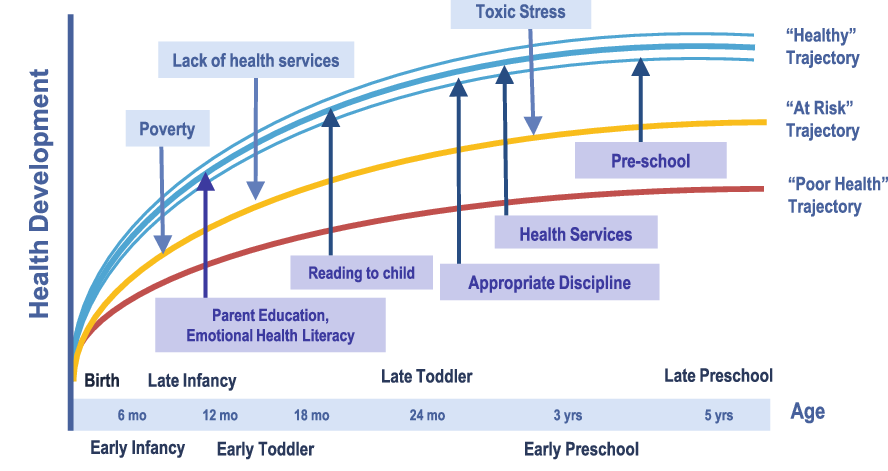 Toxic Stress
“Healthy”
Trajectory
Lack of health services
“At Risk”
Trajectory
Poverty
Pre-school
“Poor Health”
Trajectory
Health Development
Health Services
Reading to child
Appropriate Discipline
Parent Education,
Emotional Health Literacy
Birth
Late Infancy
Late Toddler
Late Preschool
6 mo
12 mo
18 mo
24 mo
3 yrs
5 yrs
Age
Early Infancy
Early Toddler
Early Preschool